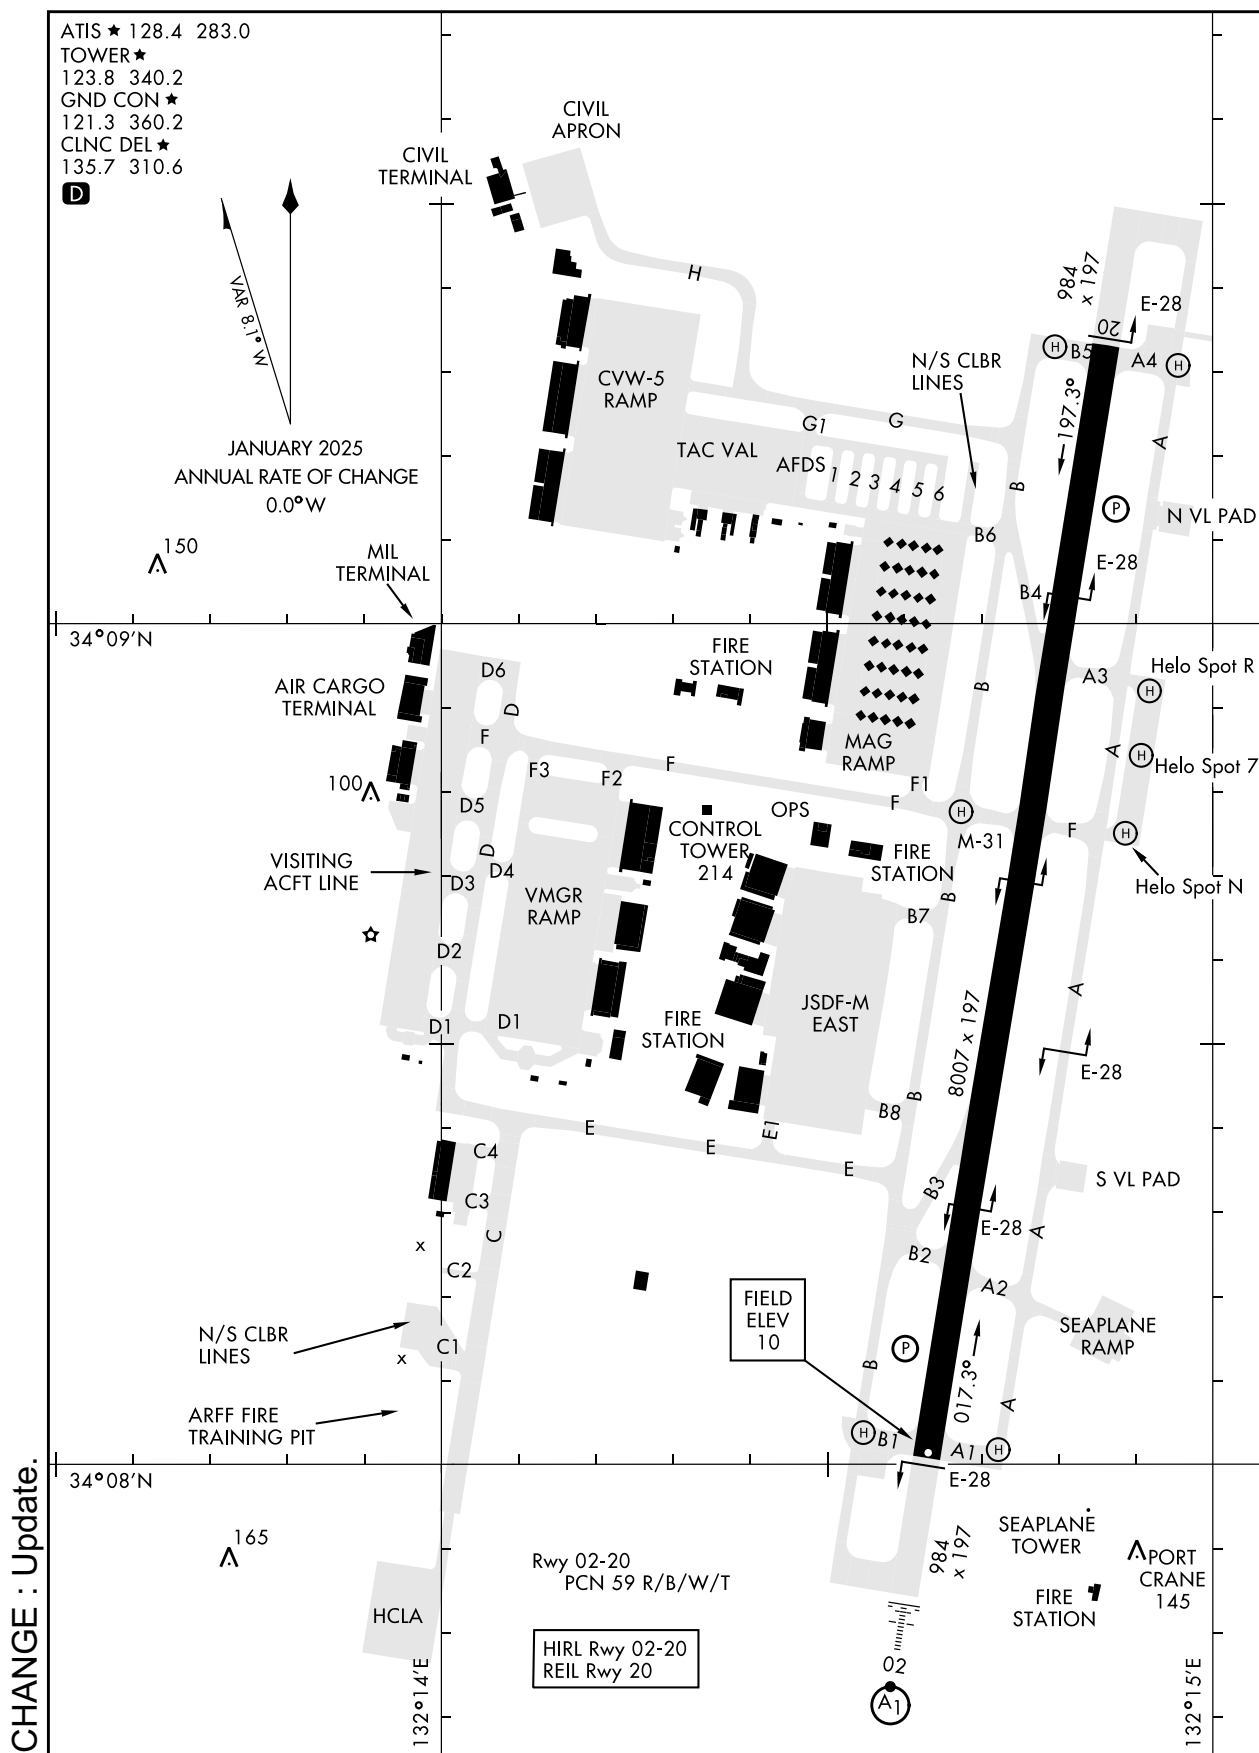 ATIS ★ 128.4 283.0
TOWER ★
123.8 340.2
GND CON ★
121.3 360.2
CLNC DEL ★
135.7 310.6
D
VAR 8.1° W
JANUARY 2025
ANNUAL RATE OF CHANGE
0.0° W
CIVIL
APRON
CIVIL
TERMINAL
H
984
x 197
E-28
20
H
B5
A4
H
N/S CLBR
LINES
CVW-5
RAMP
197.3°
G1
G
A
TAC VAL
AFDS
1 2 3 4 5 6
B
P
N VL PAD
B6
150
MIL
TERMINAL
E-28
B4
34°09'N
FIRE
STATION
D6
AIR CARGO
TERMINAL
D
B
A3
Helo Spot R
H
F
MAG
RAMP
A
H
Helo Spot 7
F3
F2
F
F1
100
D5
F
OPS
H
M-31
F
H
CONTROL
TOWER
214
FIRE
STATION
VISITING
ACFT LINE
D
D4
D3
Helo Spot N
VMGR
RAMP
B
B7
D2
A
JSDF-M
EAST
D1
D1
FIRE
STATION
8007 x 197
E-28
B
B8
E
E1
E
E
C4
C3
B3
S VL PAD
E-28
C
A
x
B2
C2
A2
FIELD
ELEV
10
N/S CLBR
LINES
C1
x
SEAPLANE
RAMP
P
B
017.3°
A
ARFF FIRE
TRAINING PIT
H
B1
A1
H
34°08'N
E-28
165
SEAPLANE
TOWER
984
x 197
PORT
CRANE
145
Rwy 02-20
PCN 59 R/B/W/T
FIRE
STATION
HCLA
HIRL Rwy 02-20
REIL Rwy 20
02
A1
132°14'E
132°15'E
CHANGE : Update.